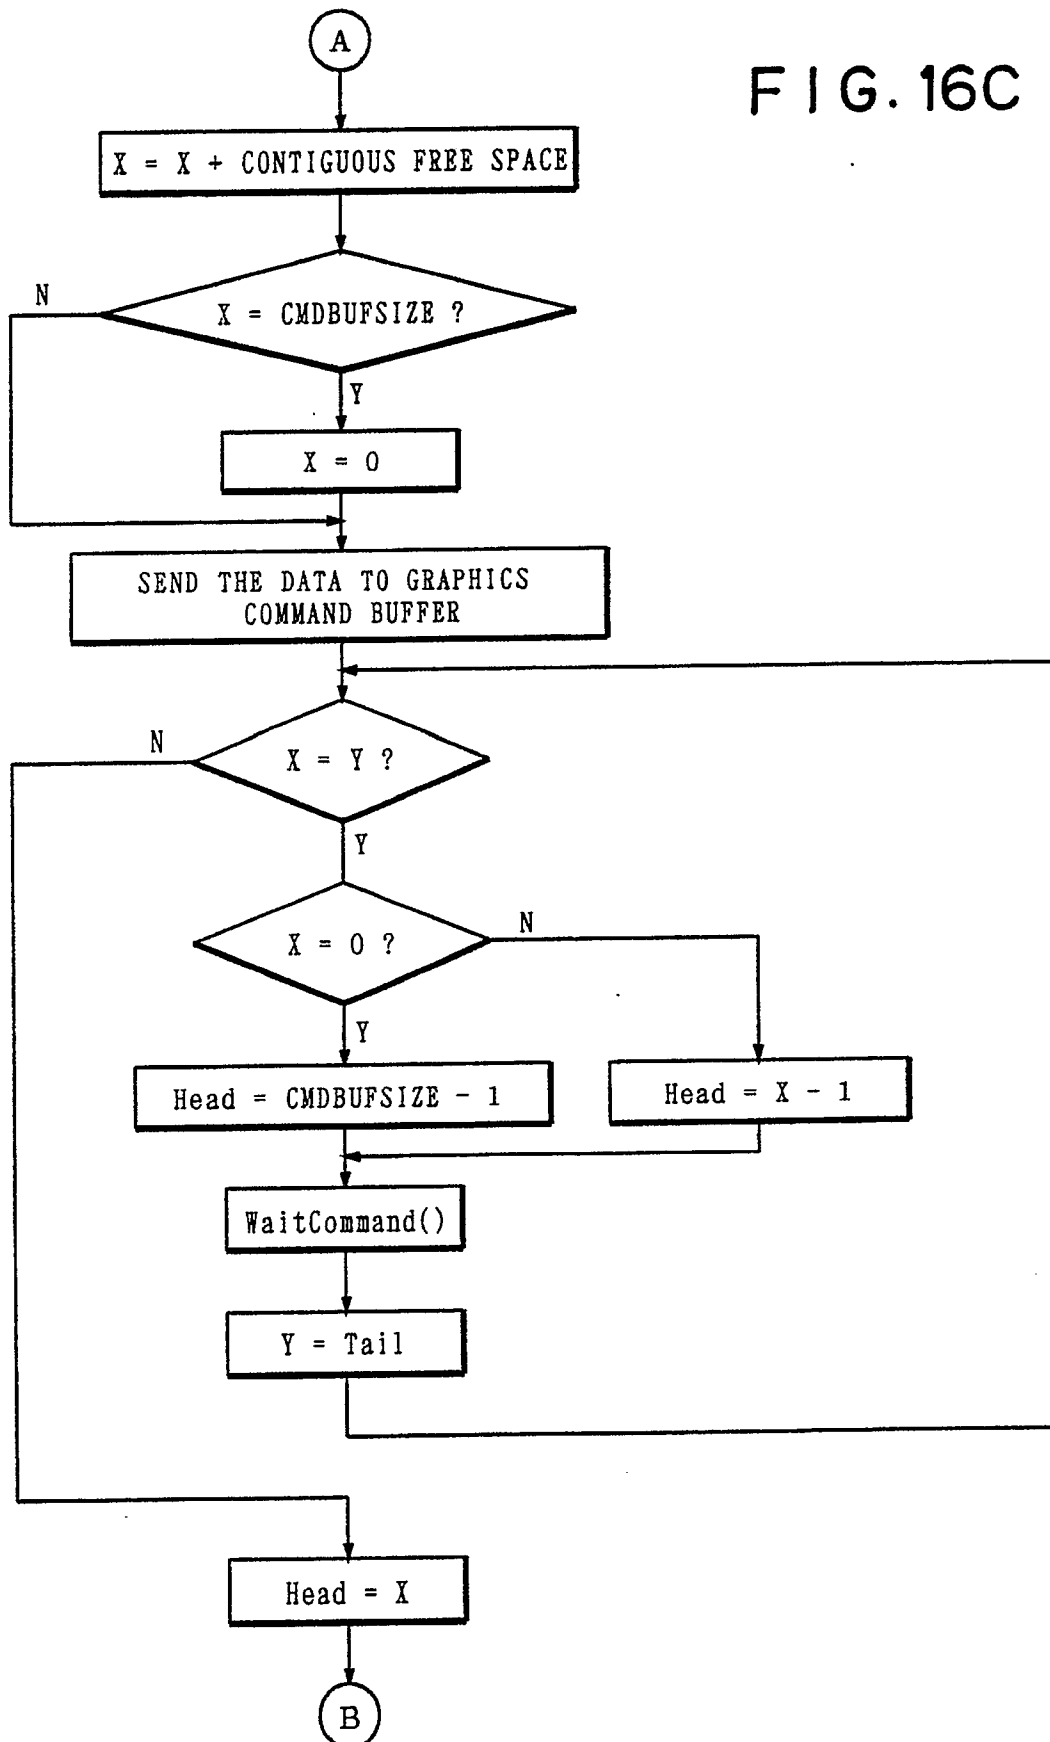 A
FIG. 16C
X = X + CONTIGUOUS FREE SPACE
N
X = CMDBUFSIZE ?
Y
X = 0
SEND THE DATA TO GRAPHICS
COMMAND BUFFER
N
X = Y ?
Y
X = 0 ?
N
Y
Head = CMDBUFSIZE - 1
Head = X - 1
WaitCommand()
Y = Tail
Head = X
B